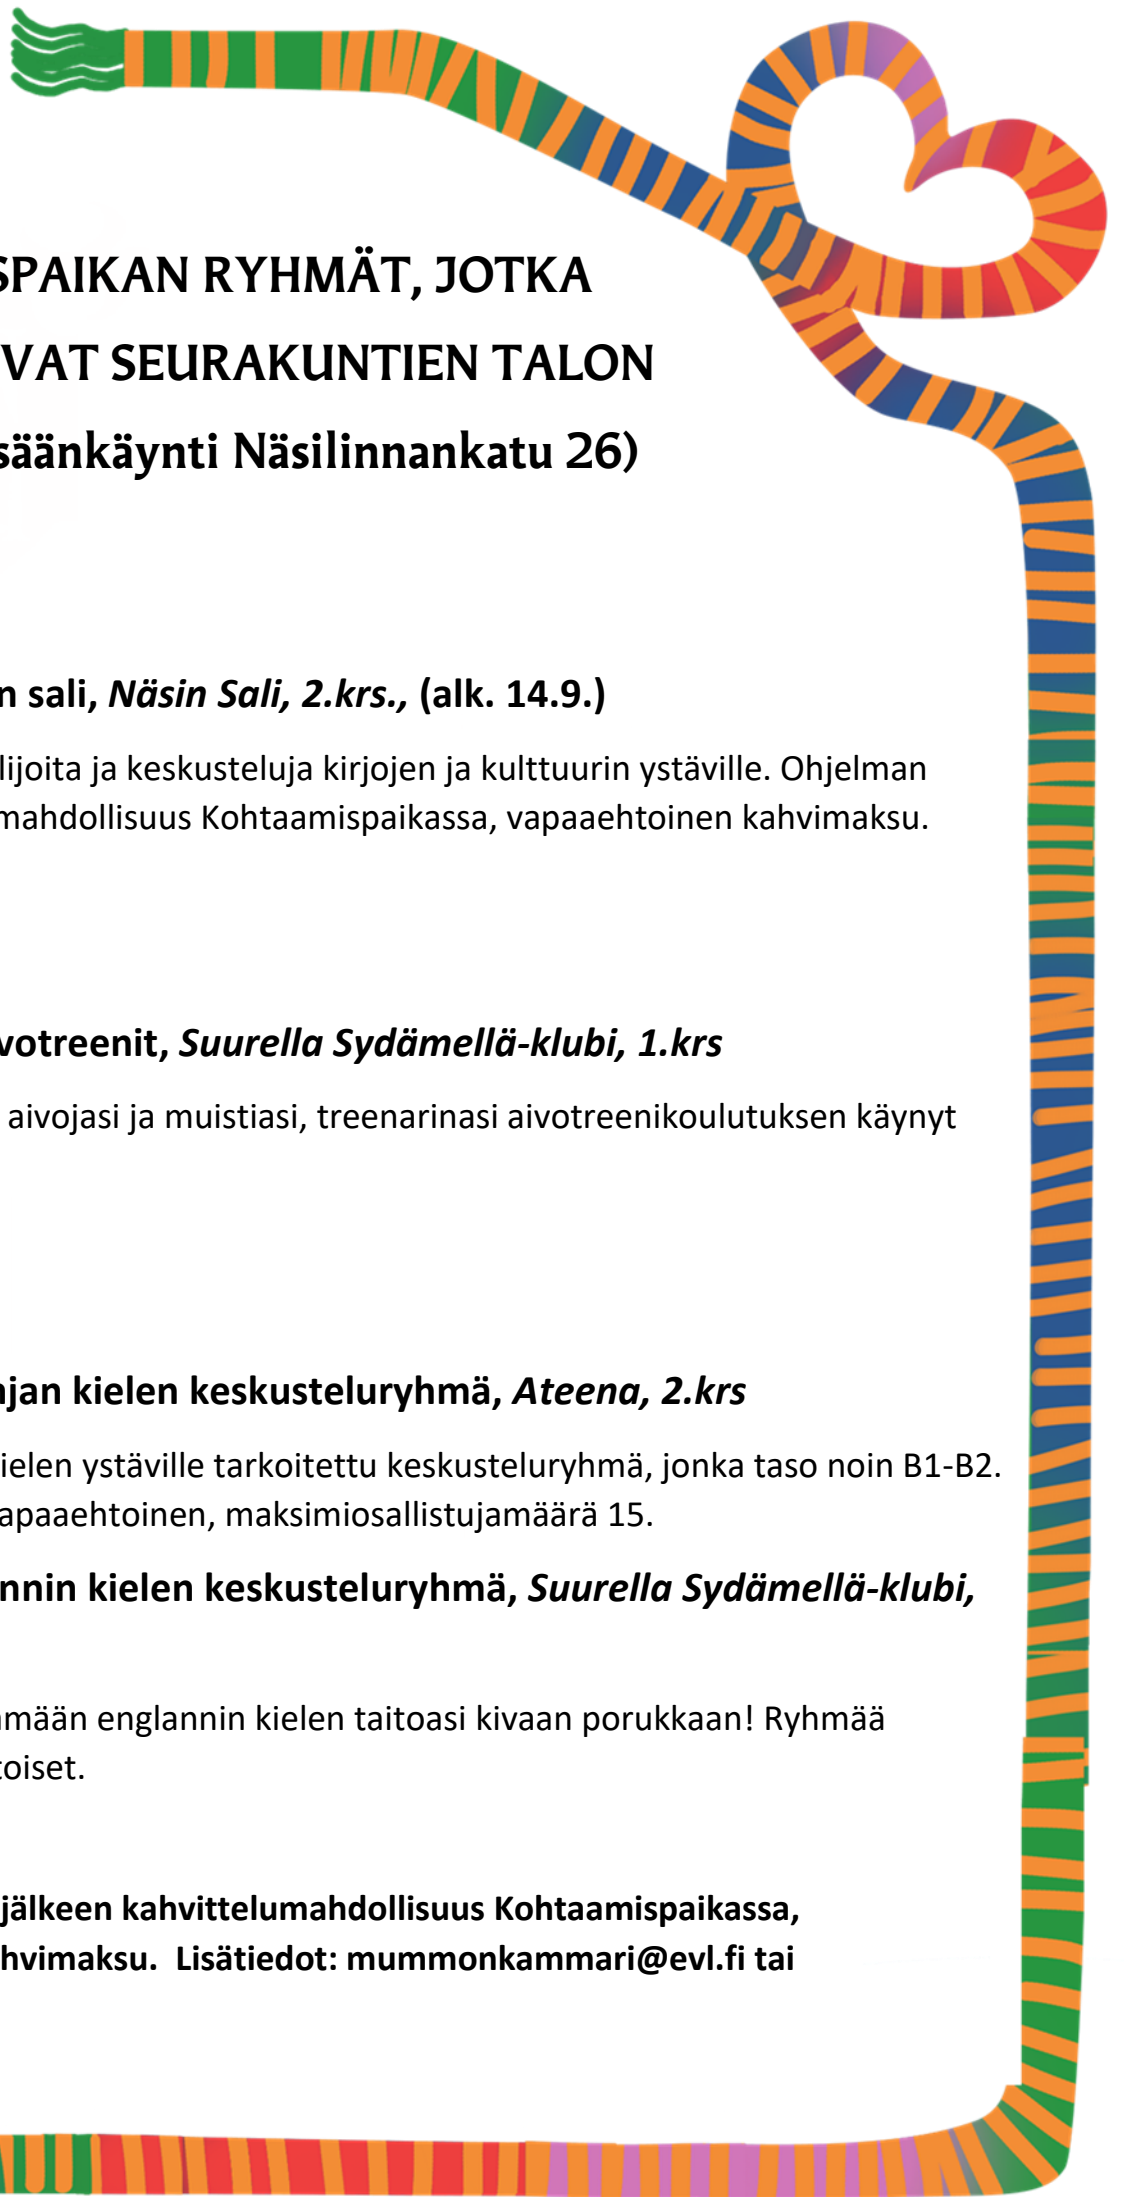 SPAIKAN RYHMÄT, JOTKA
VAT SEURAKUNTIEN TALON
säänkäynti Näsilinnankatu 26)
n sali, Näsin Sali, 2.krs., (alk. 14.9.)
lijoita ja keskusteluja kirjojen ja kulttuurin ystäville. Ohjelman
mahdollisuus Kohtaamispaikassa, vapaaehtoinen kahvimaksu.
votreenit, Suurella Sydämellä-klubi, 1.krs
aivojasi ja muistiasi, treenarinasi aivotreenikoulutuksen käynyt
ajan kielen keskusteluryhmä, Ateena, 2.krs
ielen ystäville tarkoitettu keskusteluryhmä, jonka taso noin B1-B2.
apaaehtoinen, maksimiosallistujamäärä 15.
nnin kielen keskusteluryhmä, Suurella Sydämellä-klubi,
mään englannin kielen taitoasi kivaan porukkaan! Ryhmää
toiset.
jälkeen kahvittelumahdollisuus Kohtaamispaikassa,
hvimaksu. Lisätiedot: mummonkammari@evl.fi tai